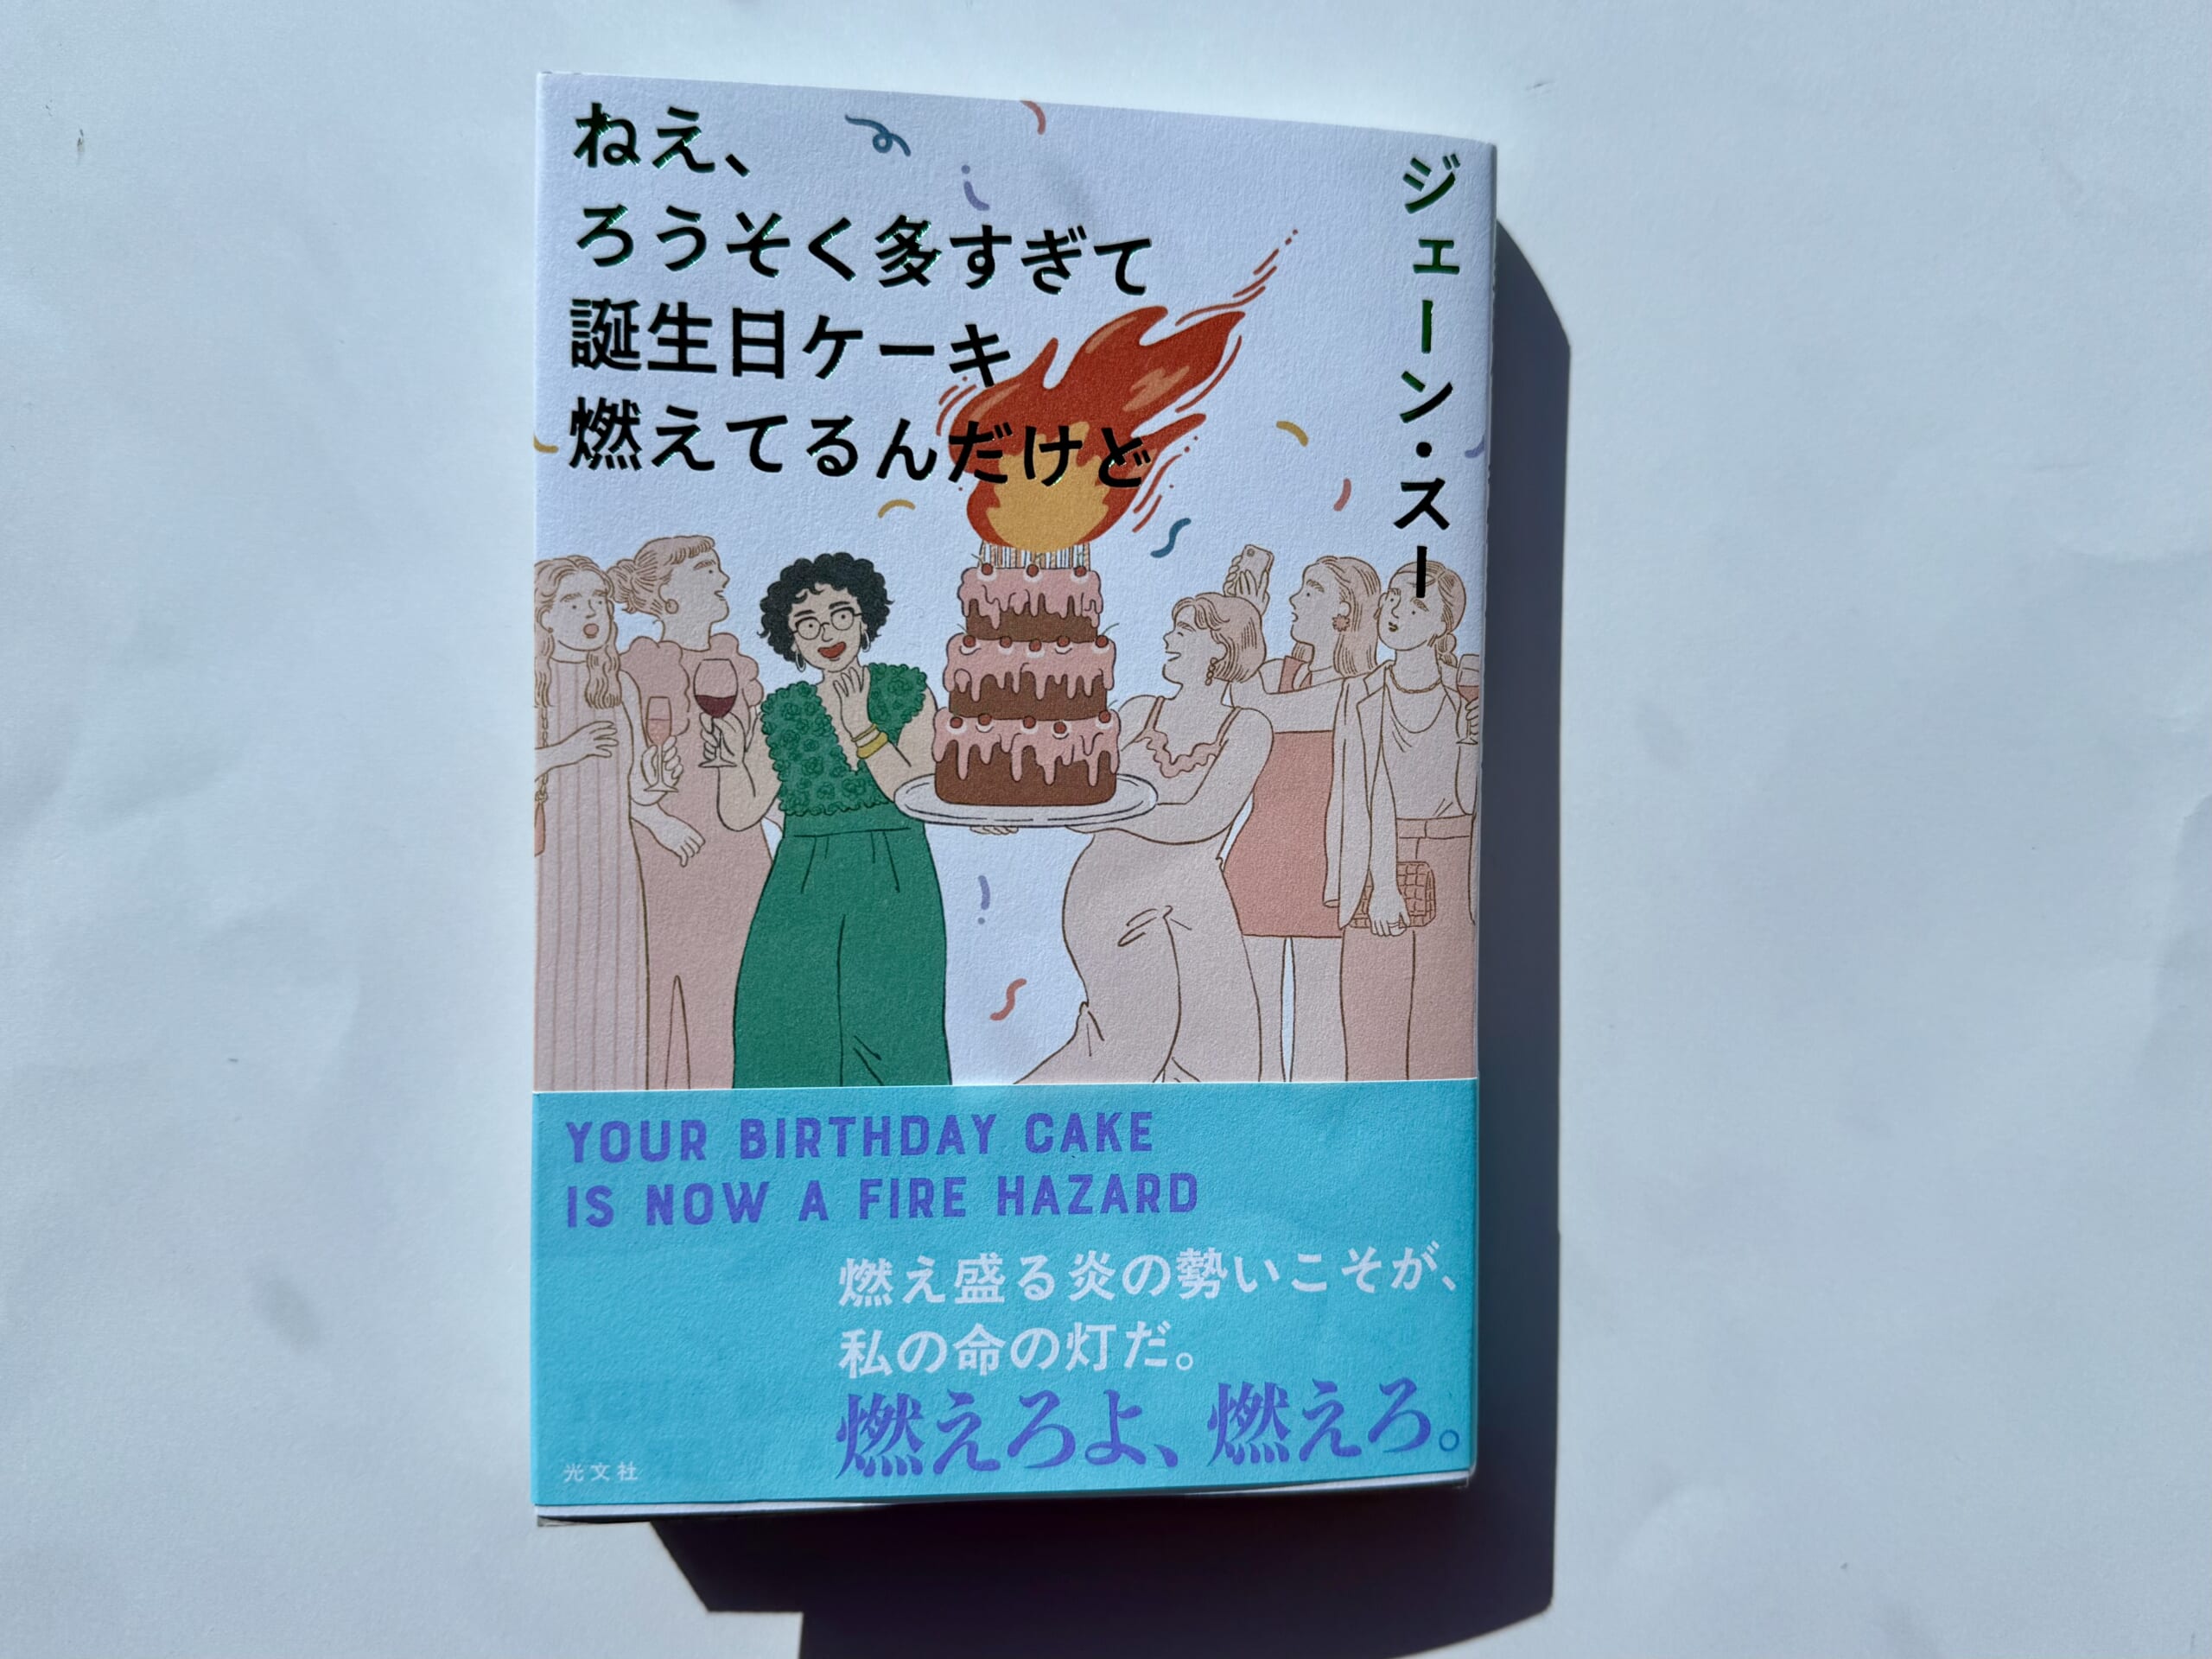 ねえ、
ろうそく多すぎて
誕生日ケーキ
燃えてるんだけど
ジェーン・スー
YOUR BIRTHDAY CAKE
IS NOW A FIRE HAZARD
燃え盛る炎の勢いこそが、
私の命の灯だ。
燃えろよ、燃えろ。
光文社